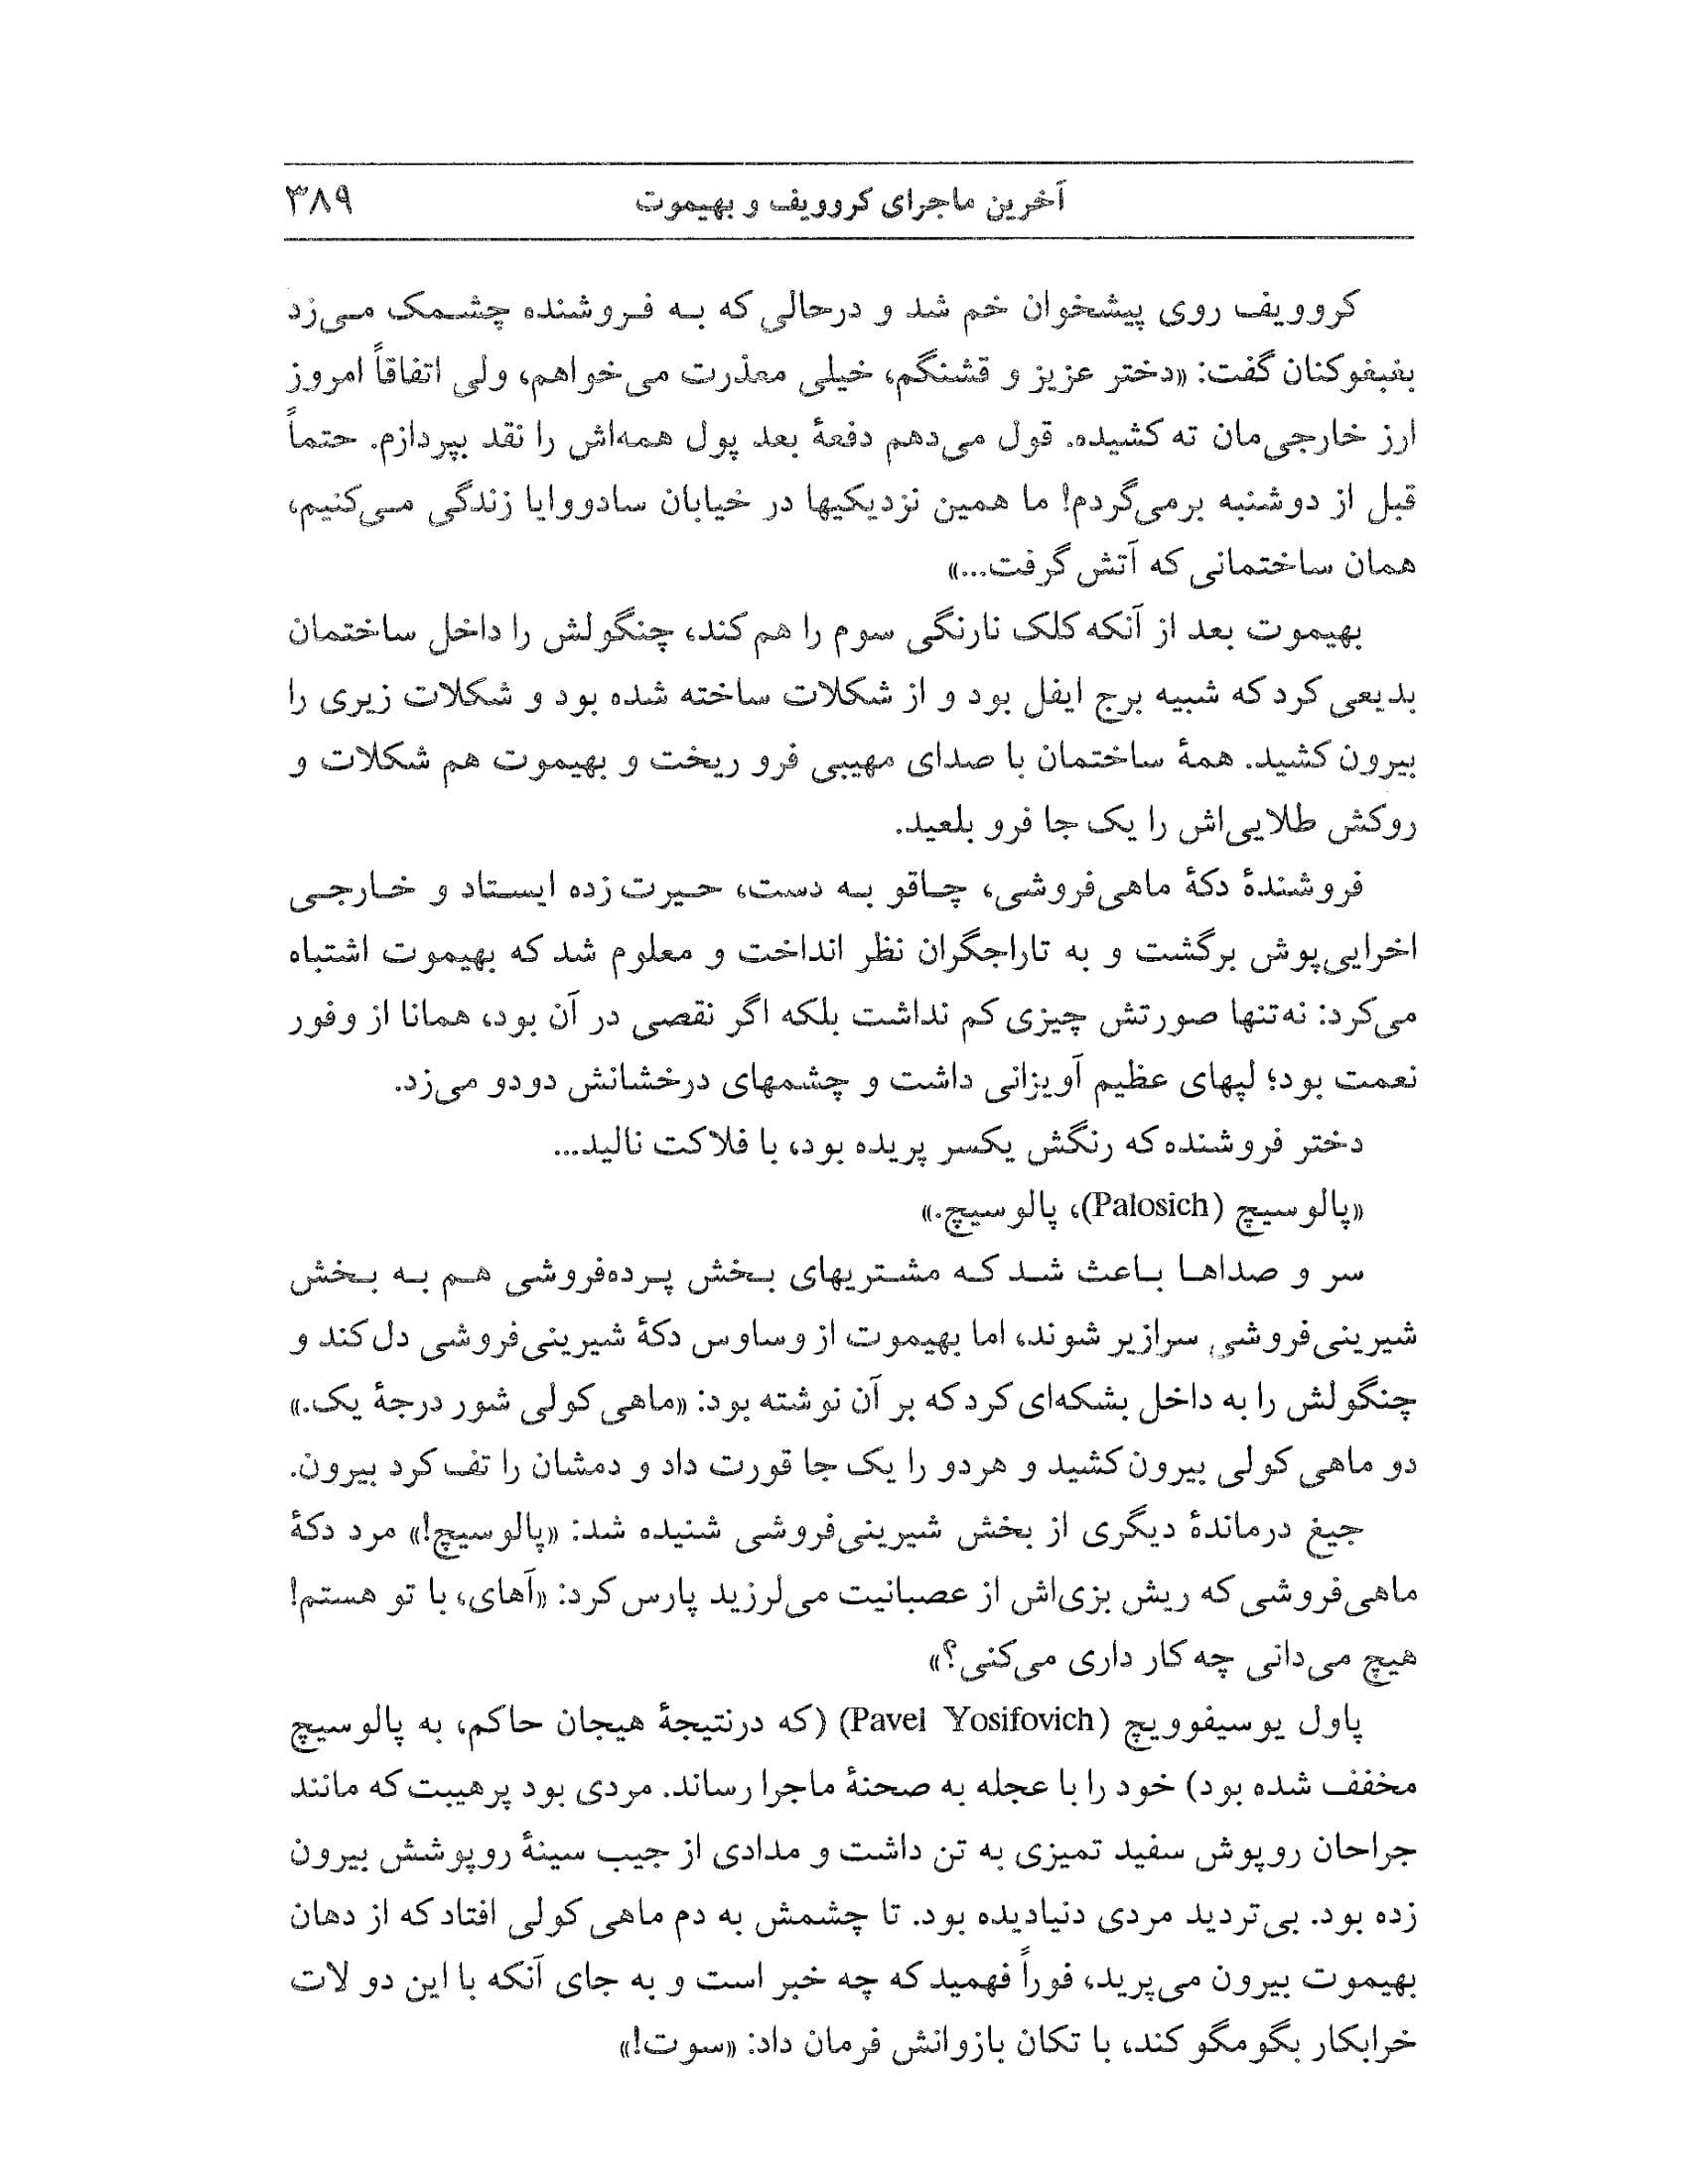 آخرین ماجرای کروویف و بهیموت ۳۸۹
کروویف روی پیشخوان خم شد و درحالی که به فروشنده چشمک می‌زد
بغبغوکنان گفت: «دختر عزیز و قشنگم، خیلی معذرت می‌خواهم، ولی اتفاقاً امروز
ارز خارجی‌مان ته کشیده. قول می‌دهم دفعهٔ بعد پول همه‌اش را نقد بپردازم. حتماً
قبل از دوشنبه برمی‌گردم! ما همین نزدیکیها در خیابان سادووایا زندگی می‌کنیم،
همان ساختمانی که آتش گرفت...»
بهیموت بعد از آنکه کلک نارنگی سوم را هم کند، چنگولش را داخل ساختمان
بدیعی کرد که شبیه برج ایفل بود و از شکلات ساخته شده بود و شکلات زیری را
بیرون کشید. همهٔ ساختمان با صدای مهیبی فرو ریخت و بهیموت هم شکلات و
روکش طلایی‌اش را یک جا فرو بلعید.
فروشندهٔ دکهٔ ماهی‌فروشی، چاقو به دست، حیرت‌زده ایستاد و خارجی
اخرایی‌پوش برگشت و به تاراجگران نظر انداخت و معلوم شد که بهیموت اشتباه
می‌کرد: نه‌تنها صورتش چیزی کم نداشت بلکه اگر نقصی در آن بود، همانا از وفور
نعمت بود؛ لپهای عظیم آویزانی داشت و چشمهای درخشانش دودو می‌زد.
دختر فروشنده که رنگش یکسر پریده بود، با فلاکت نالید...
«پالوسیچ (Palosich)، پالوسیچ.»
سر و صداها باعث شد که مشتریهای بخش پرده‌فروشی هم به بخش
شیرینی‌فروشی سرازیر شوند، اما بهیموت از وساوس دکهٔ شیرینی‌فروشی دل کند و
چنگولش را به داخل بشکه‌ای کرد که بر آن نوشته بود: «ماهی کولی شور درجهٔ یک.»
دو ماهی کولی بیرون کشید و هردو را یک جا قورت داد و دمشان را تف کرد بیرون.
جیغ درماندهٔ دیگری از بخش شیرینی‌فروشی شنیده شد: «پالوسیچ!» مرد دکهٔ
ماهی‌فروشی که ریش بزی‌اش از عصبانیت می‌لرزید پارس کرد: «آهای، با تو هستم!
هیچ می‌دانی چه کار داری می‌کنی؟»
پاول یوسیفوویچ (Pavel Yosifovich) (که درنتیجهٔ هیجان حاکم، به پالوسیچ
مخفف شده بود) خود را با عجله به صحنهٔ ماجرا رساند. مردی بود پرهیبت که مانند
جراحان روپوش سفید تمیزی به تن داشت و مدادی از جیب سینهٔ روپوشش بیرون
زده بود. بی‌تردید مردی دنیادیده بود. تا چشمش به دم ماهی کولی افتاد که از دهان
بهیموت بیرون می‌پرید، فوراً فهمید که چه خبر است و به جای آنکه با این دو لات
خرابکار بگومگو کند، با تکان بازوانش فرمان داد: «سوت!»